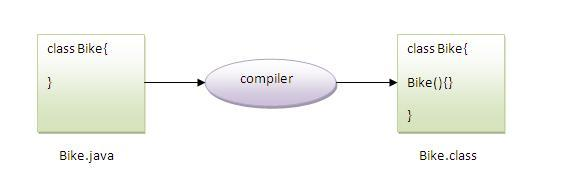 class Bike{
}
Bike.java
compiler
class Bike{
Bike(){}
}
Bike.class